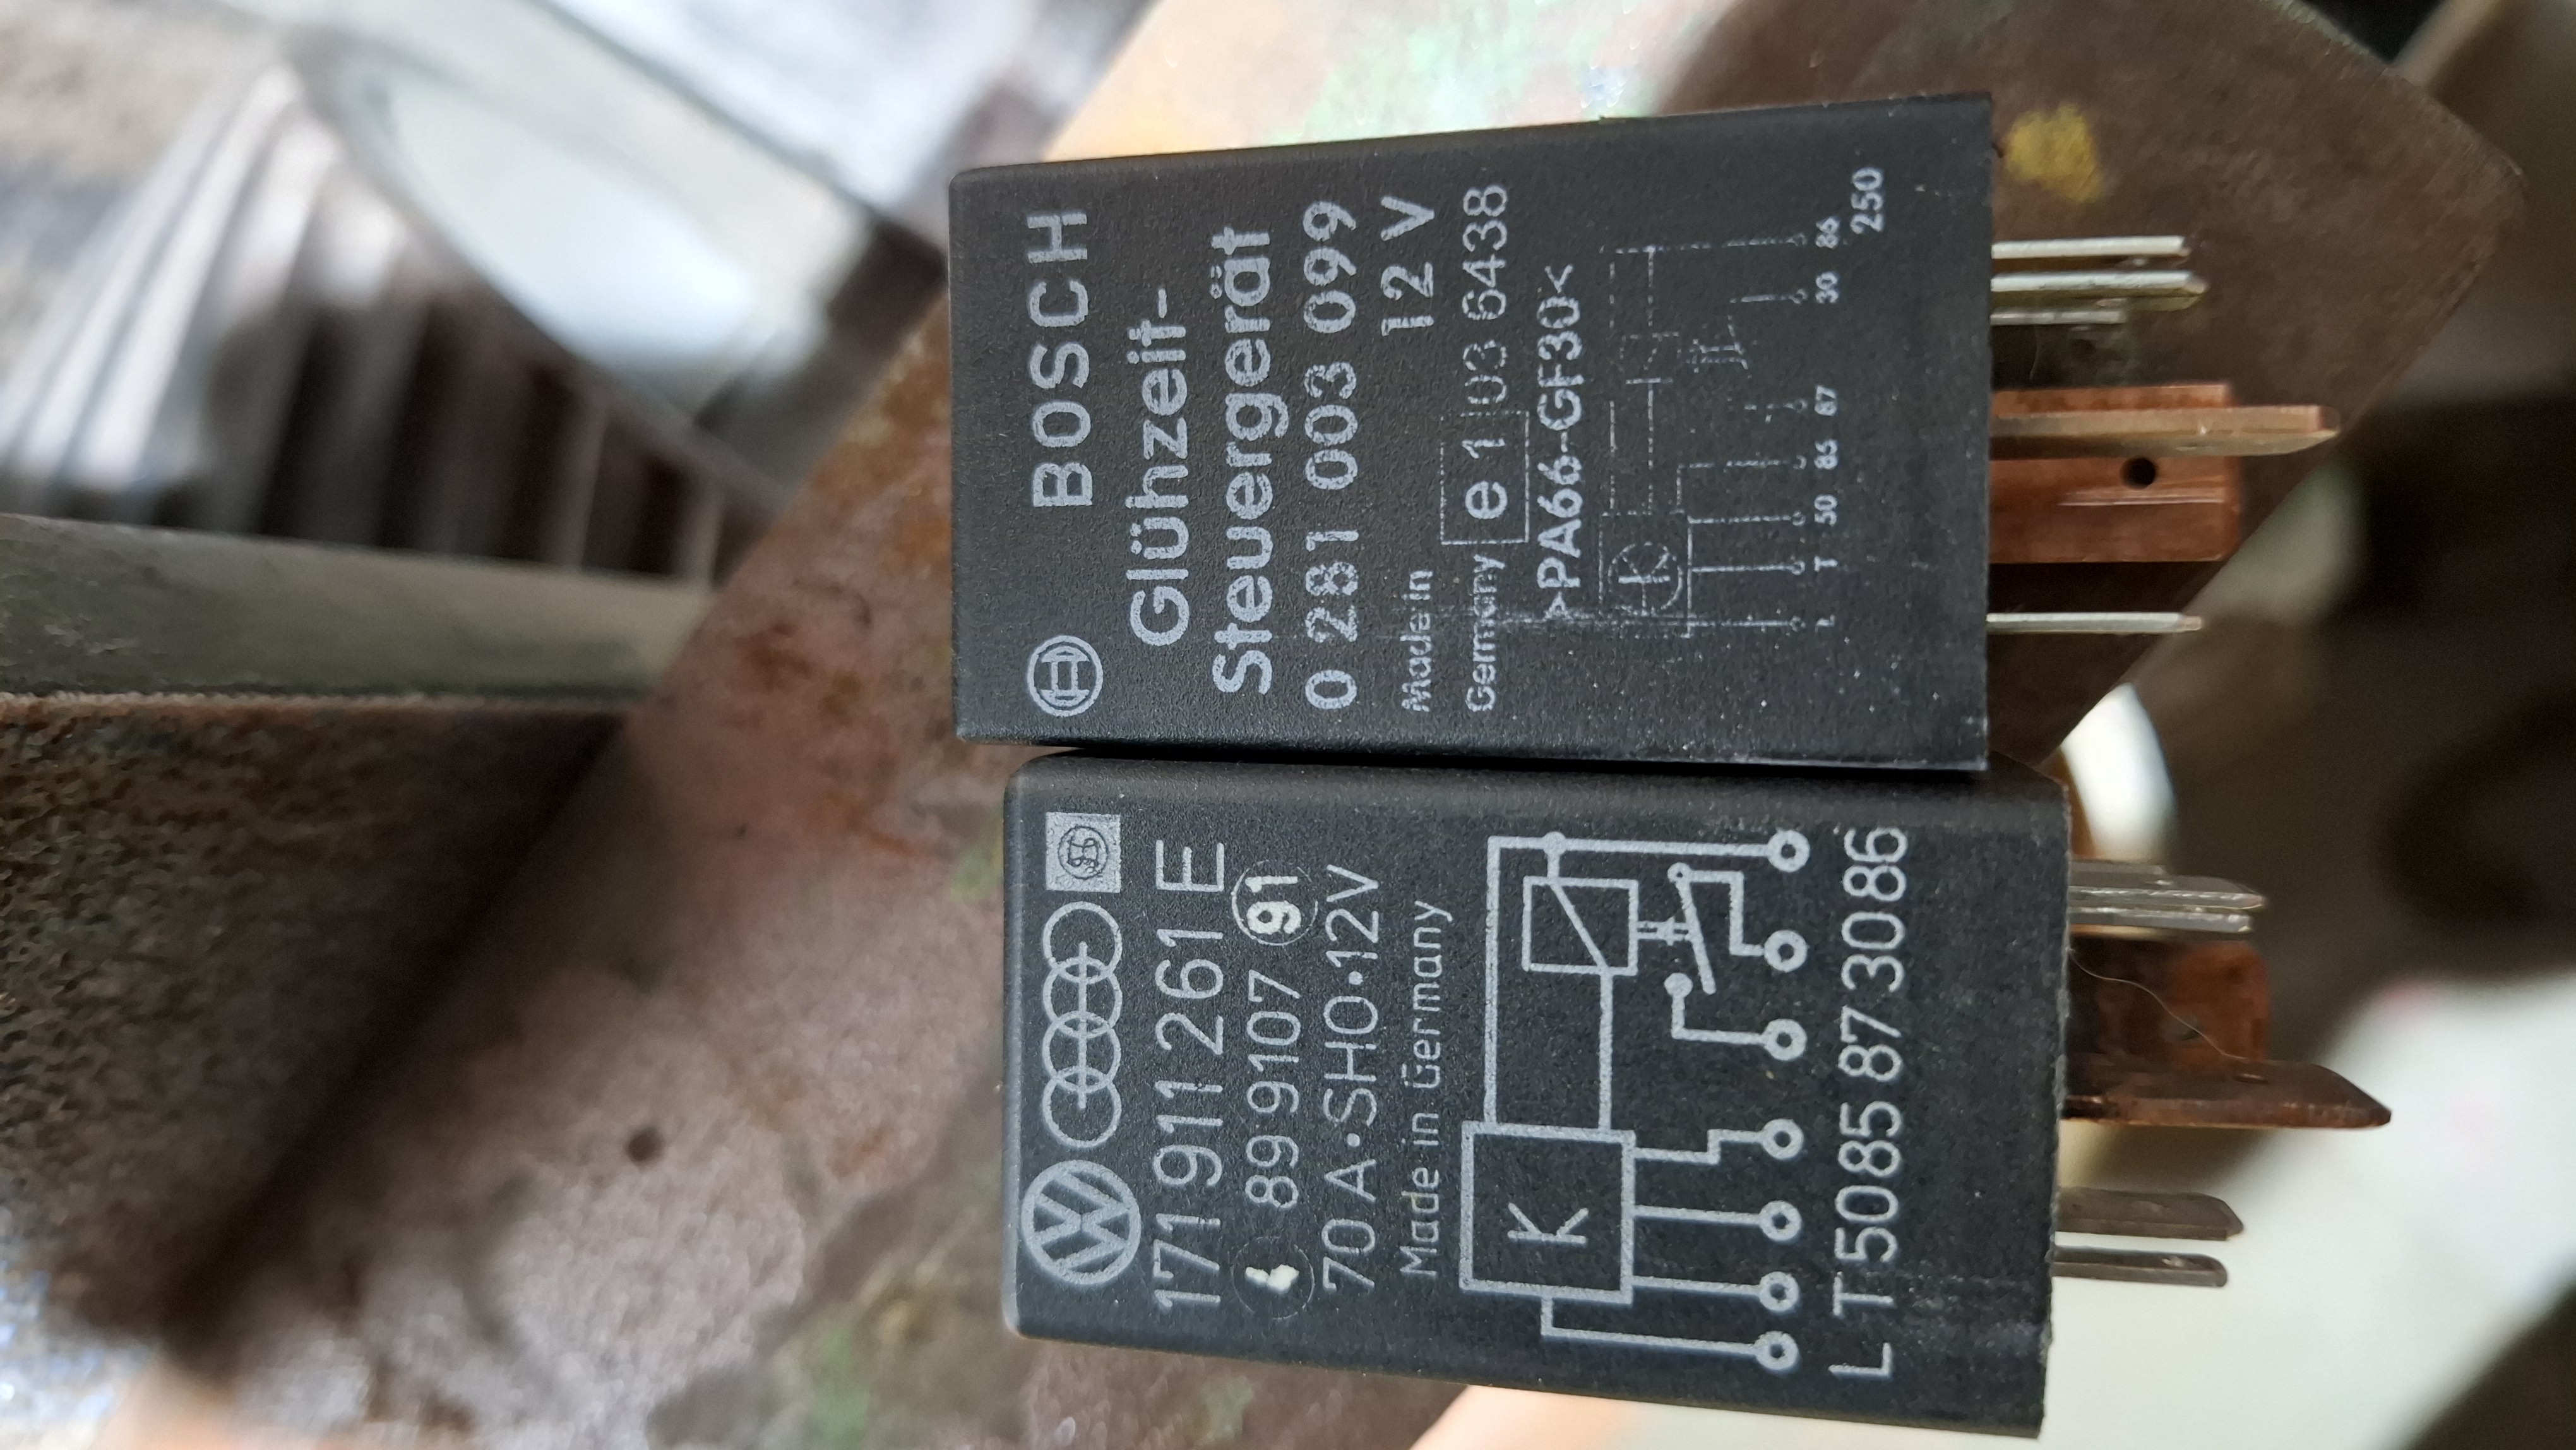 BOSCH
Glühzeit-
Steuergerät
0 281 003 099
12 V
Made in
Germany
e 1 03 6438
>PA66-GF30<
K
L T 50 85 87 30 86
250
171 911 261 E
89 9107 91
70 A·SHO·12V
Made in Germany
K
L T 50 85 87 30 86